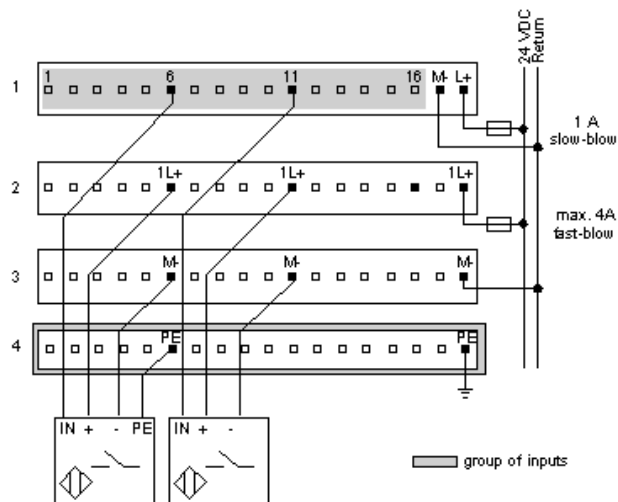 24 VDC
Return
1 6 11 16 M- L+
1
1 A
slow-blow
1L+ 1L+ 1L+
2
max. 4A
fast-blow
M- M- M-
3
PE PE
4
IN + - PE IN + -
group of inputs